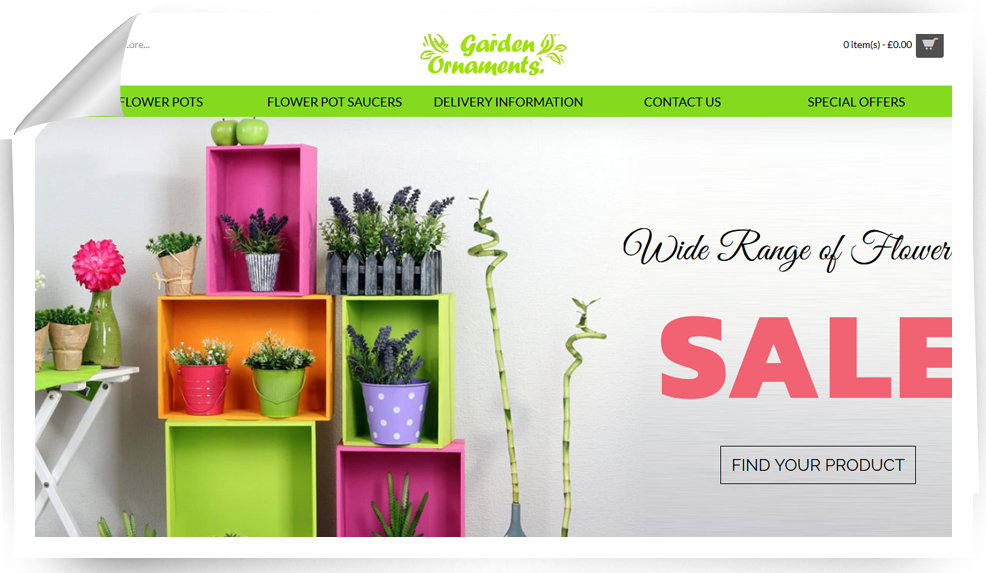 ...ore...
Garden
Ornaments.
0 item(s) - £0.00
FLOWER POTS
FLOWER POT SAUCERS
DELIVERY INFORMATION
CONTACT US
SPECIAL OFFERS
Wide Range of Flower
SALE
FIND YOUR PRODUCT